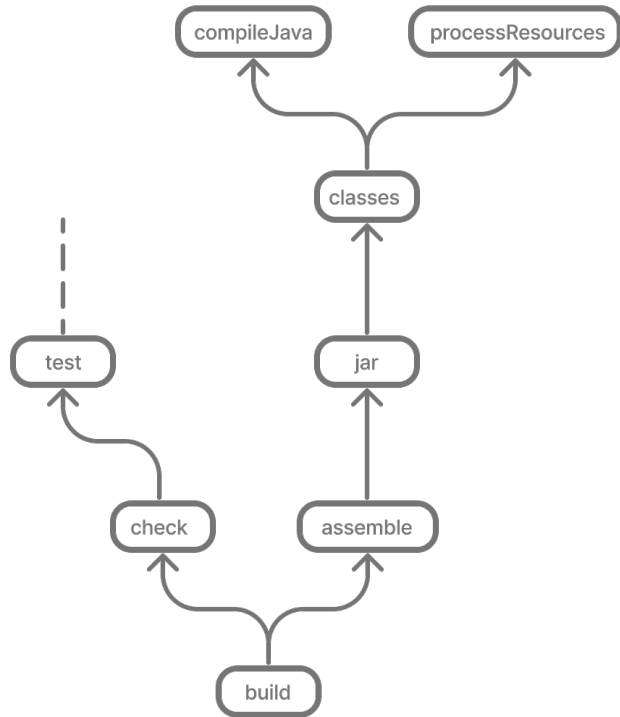 compileJava
processResources
classes
test
jar
check
assemble
build